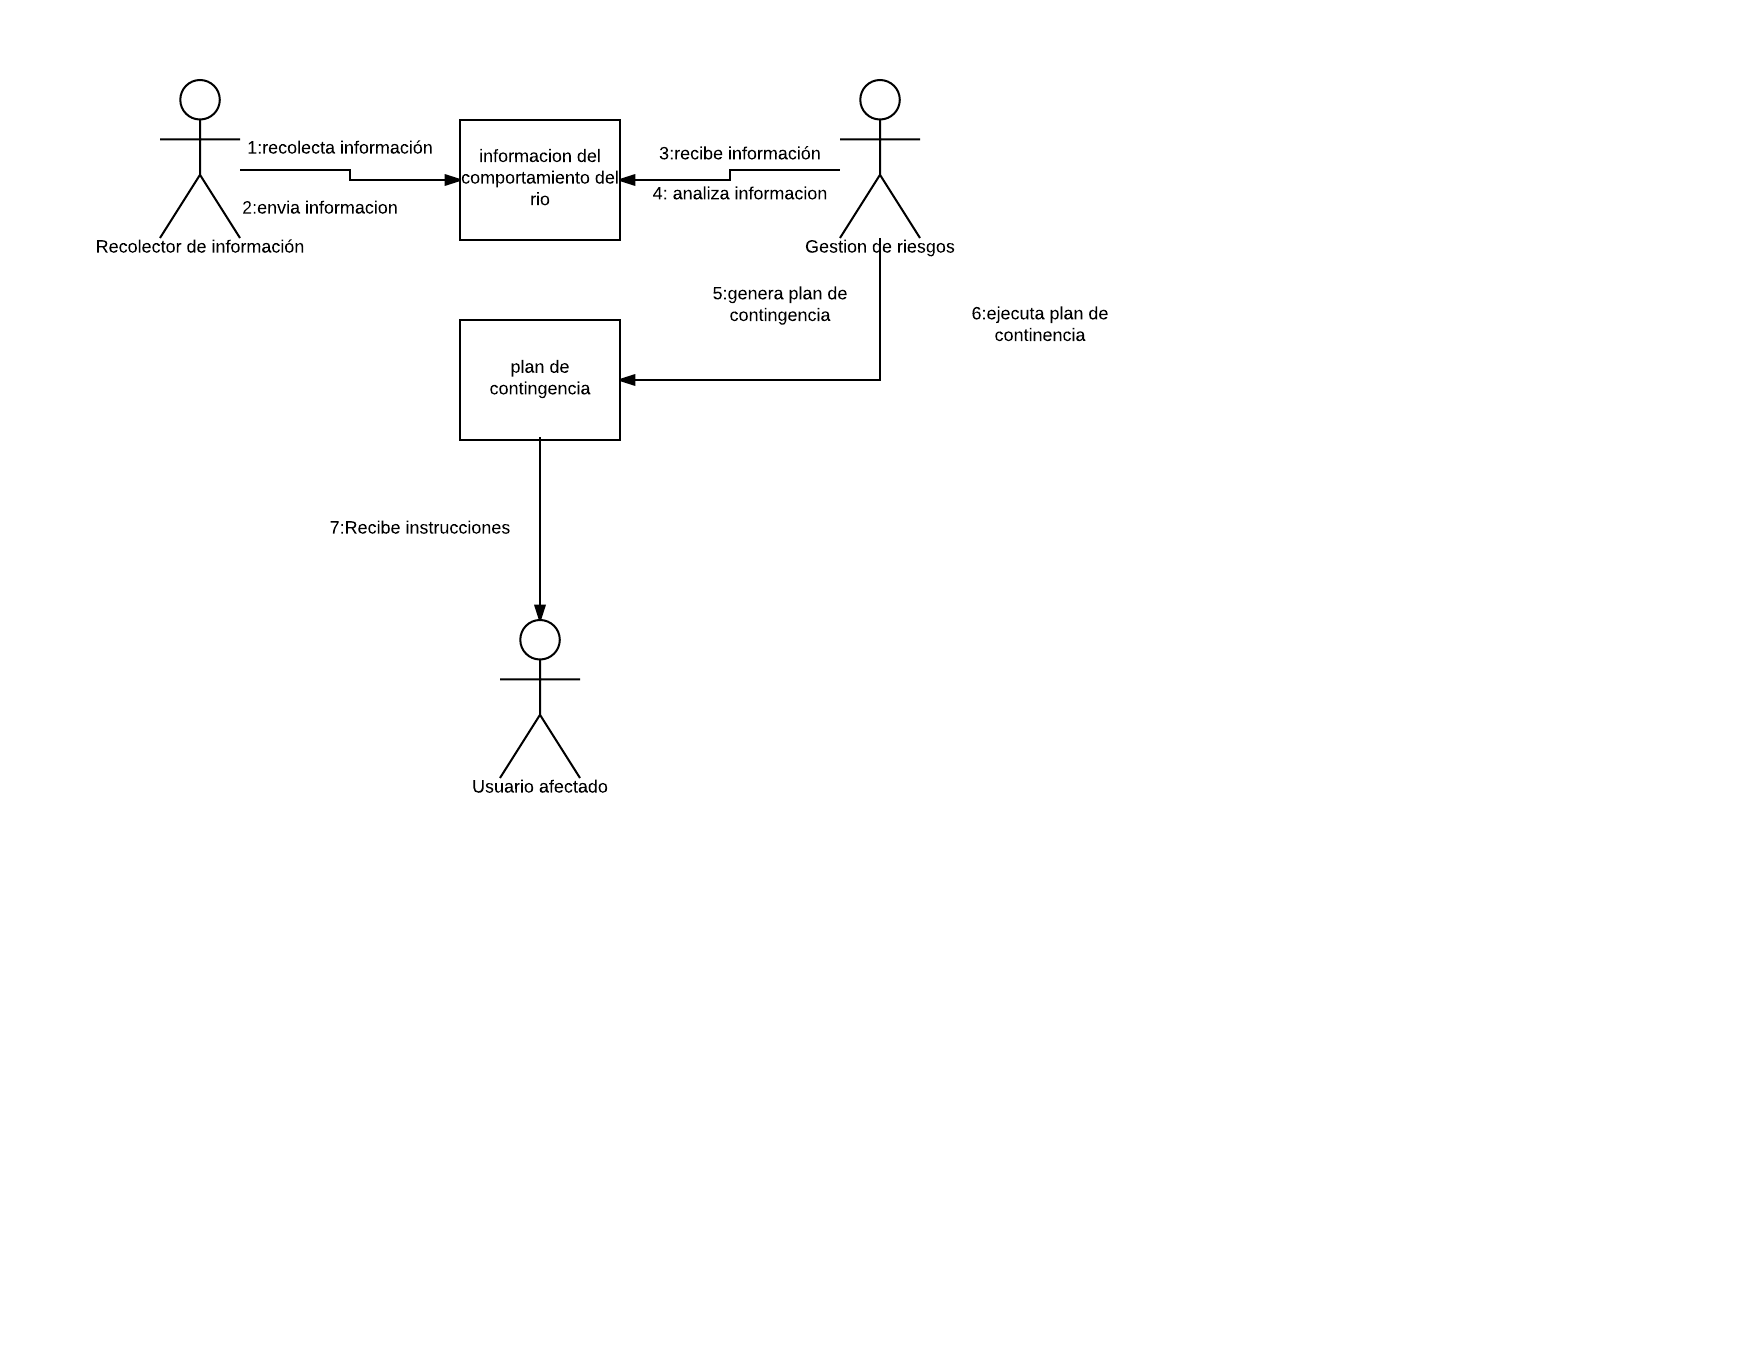 1:recolecta información
2:envia informacion
Recolector de información
informacion del
comportamiento del
rio
3:recibe información
4: analiza informacion
Gestion de riesgos
5:genera plan de
contingencia
6:ejecuta plan de
continencia
plan de
contingencia
7:Recibe instrucciones
Usuario afectado